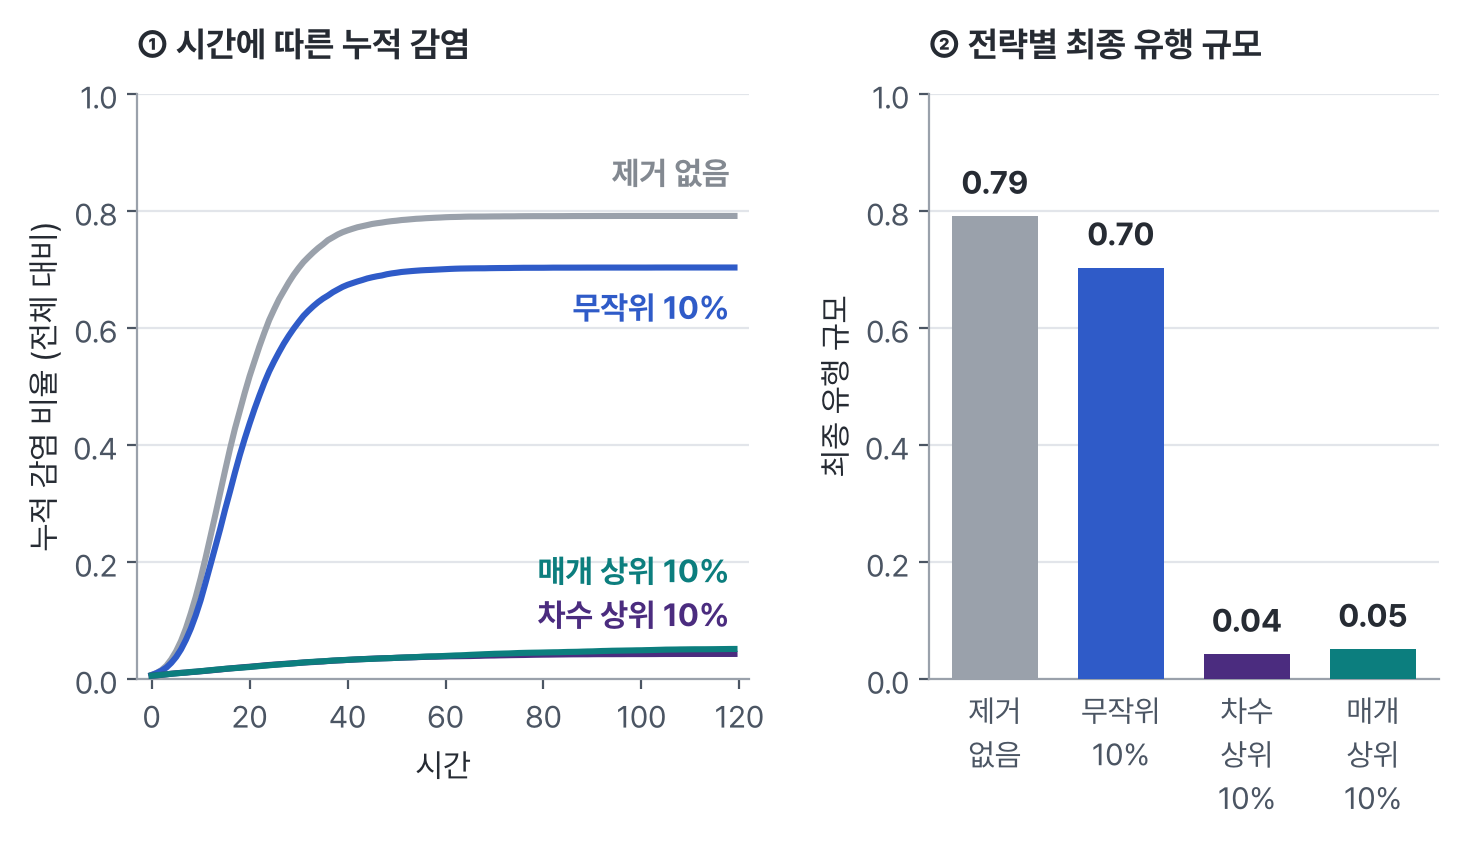 ① 시간에 따른 누적 감염
누적 감염 비율 (전체 대비)
1.0
0.8
0.6
0.4
0.2
0.0
제거 없음
무작위 10%
매개 상위 10%
차수 상위 10%
0 20 40 60 80 100 120
시간
② 전략별 최종 유행 규모
최종 유행 규모
1.0
0.8
0.6
0.4
0.2
0.0
0.79
0.70
0.04
0.05
제거
없음
무작위
10%
차수
상위
10%
매개
상위
10%